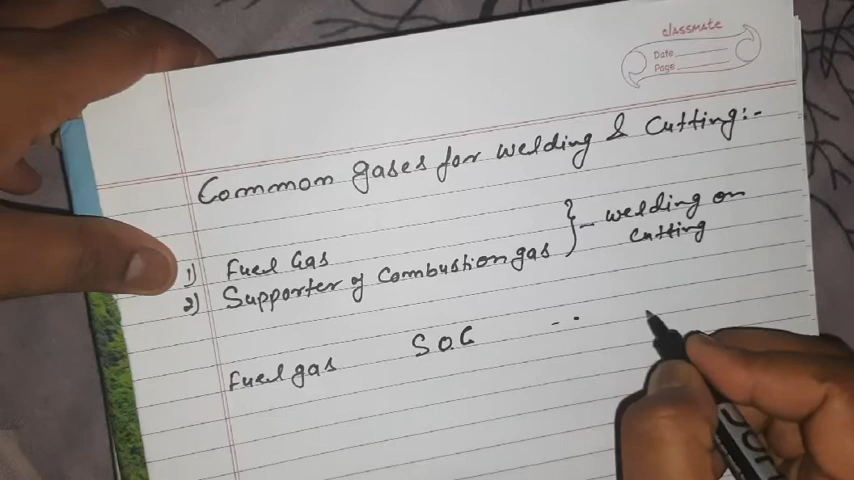 classmate
Date
Page
Common gases for welding & Cutting:-
1) Fuel Gas
2) Supporter of Combustion gas } - welding or
Cutting
Fuel gas SOC